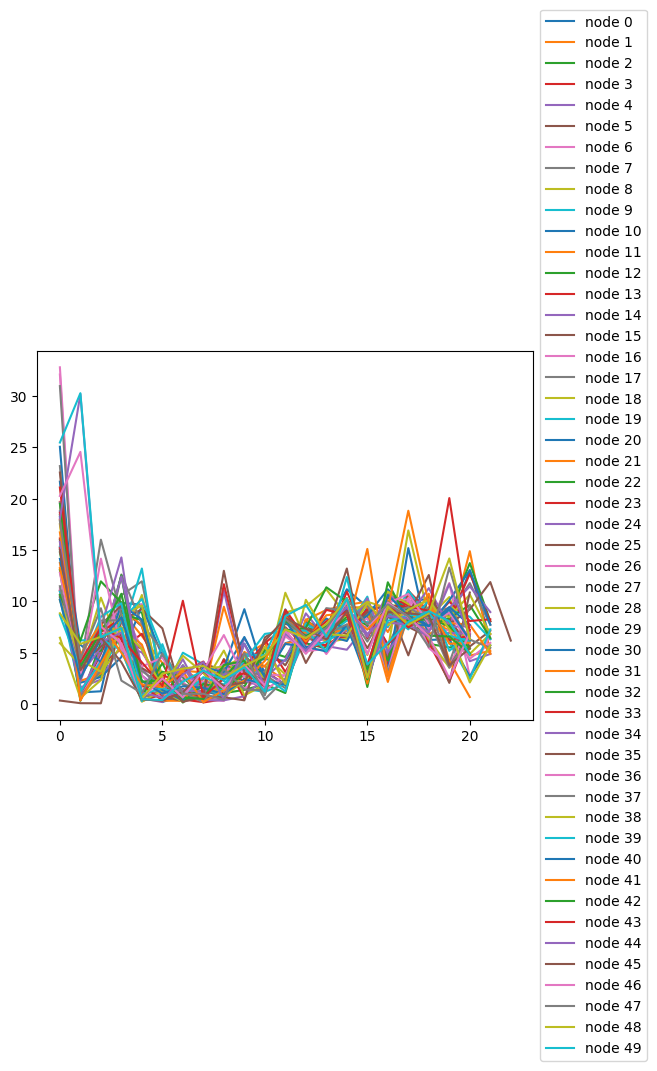 node 0
node 1
node 2
node 3
node 4
node 5
node 6
node 7
node 8
node 9
node 10
node 11
node 12
node 13
node 14
node 15
node 16
node 17
node 18
node 19
node 20
node 21
node 22
node 23
node 24
node 25
node 26
node 27
node 28
node 29
node 30
node 31
node 32
node 33
node 34
node 35
node 36
node 37
node 38
node 39
node 40
node 41
node 42
node 43
node 44
node 45
node 46
node 47
node 48
node 49
30
25
20
15
10
5
0
0 5 10 15 20